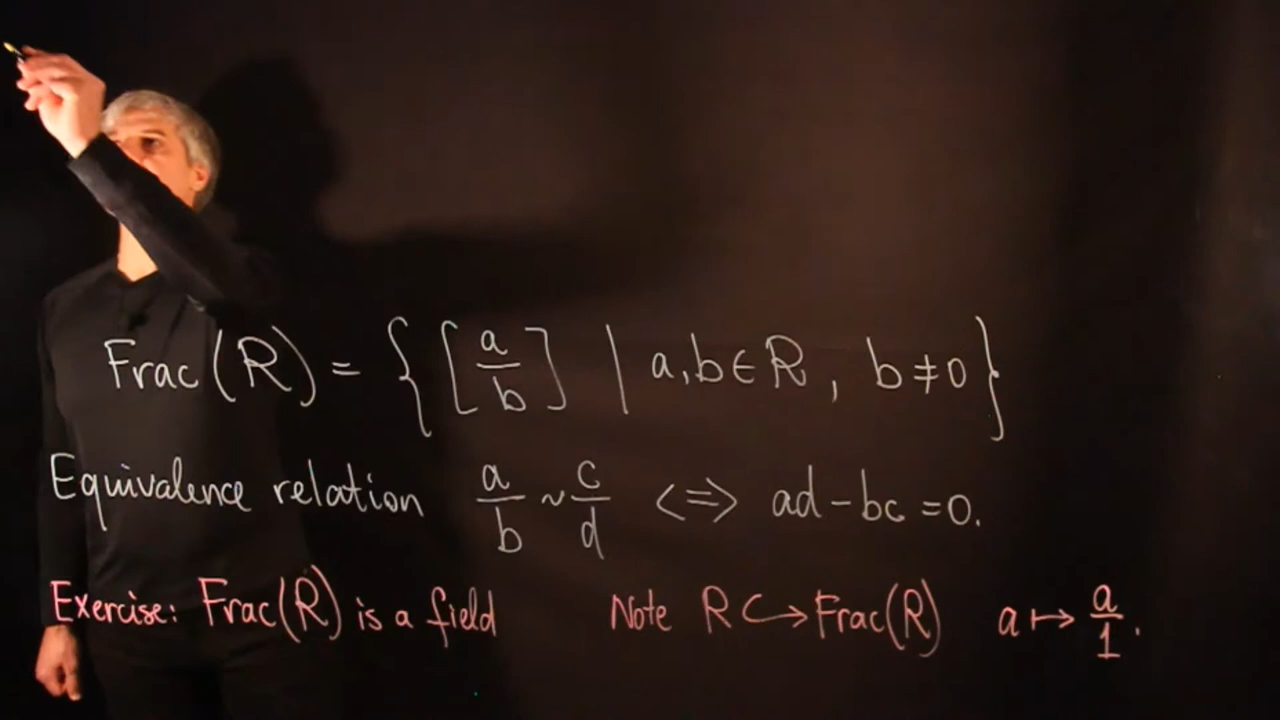 Frac(R) = { [a/b] | a,b ∈ R, b ≠ 0 }
Equivalence relation a/b ~ c/d <=> ad - bc = 0.
Exercise: Frac(R) is a field Note R ↪ Frac(R) a ↦ a/1.